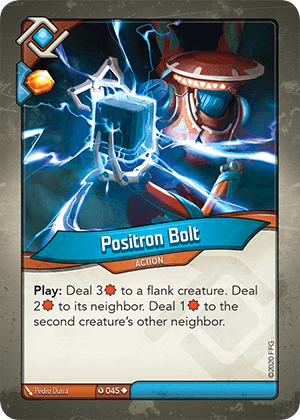 Positron Bolt
ACTION
Play: Deal 3 to a flank creature. Deal
2 to its neighbor. Deal 1 to the
second creature's other neighbor.
Pedro Dutra
045
©2020 FFG